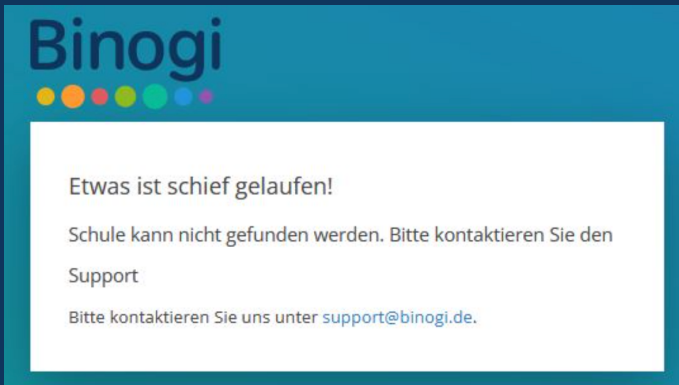 Binogi
Etwas ist schief gelaufen!
Schule kann nicht gefunden werden. Bitte kontaktieren Sie den
Support
Bitte kontaktieren Sie uns unter support@binogi.de.